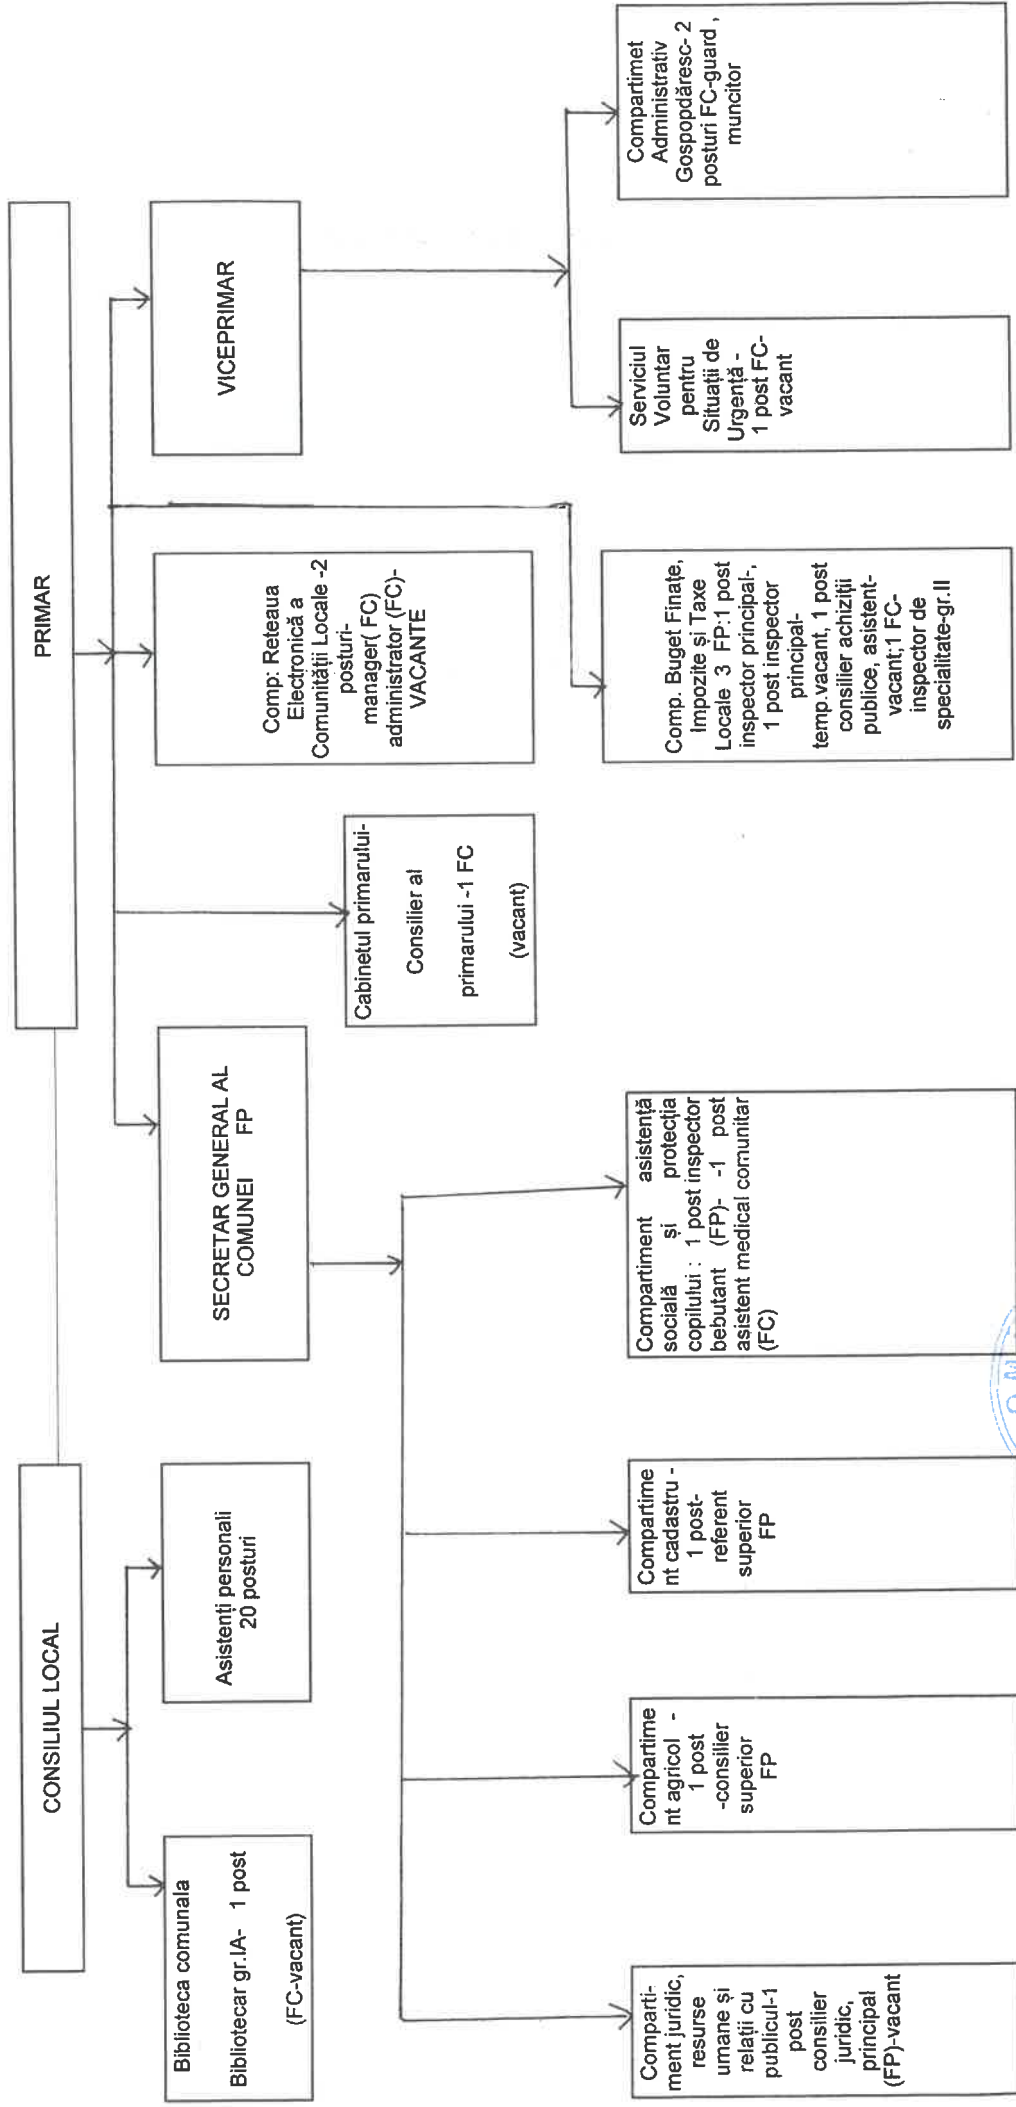 CONSILIUL LOCAL
PRIMAR
Biblioteca comunala
Bibliotecar gr.IA- 1 post
(FC-vacant)
Asistenți personali
20 posturi
SECRETAR GENERAL AL
COMUNEI FP
Cabinetul primarului-
Consilier al
primarului -1 FC
(vacant)
Comp: Reteaua
Electronică a
Comunității Locale -2
posturi-
manager( FC)
administrator (FC)-
VACANTE
VICEPRIMAR
Comparti-
ment juridic,
resurse
umane și
relații cu
publicul-1
post
consilier
juridic,
principal
(FP)-vacant
Compartime
nt agricol -
1 post
-consilier
superior
FP
Compartime
nt cadastru -
1 post-
referent
superior
FP
Compartiment asistență
socială și protecția
copilului : 1 post inspector
bebutant (FP)- -1 post
asistent medical comunitar
(FC)
Comp. Buget Finațe,
Impozite și Taxe
Locale 3 FP:1 post
inspector principal-,
1 post inspector
principal-
temp.vacant, 1 post
consilier achiziții
publice, asistent-
vacant;1 FC-
inspector de
specialitate-gr.II
Serviciul
Voluntar
pentru
Situații de
Urgență -
1 post FC-
vacant
Compartimet
Administrativ
Gospopdăresc- 2
posturi FC-guard ,
muncitor